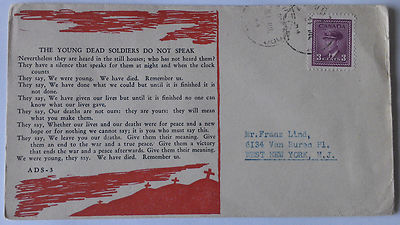 THE YOUNG DEAD SOLDIERS DO NOT SPEAK
Nevertheless they are heard in the still houses; who has not heard them?
They have a silence that speaks for them at night and when the clock
counts
They say, We were young. We have died. Remember us.
They say, We have done what we could but until it is finished it is
not done.
They say, We have given our lives but until it is finished no one can
know what our lives gave.
They say, Our deaths are not ours: they are yours: they will mean
what you make them.
They say, Whether our lives and our deaths were for peace and a new
hope or for nothing we cannot say; it is you who must say this.
They say, We leave you our deaths. Give them their meaning. Give
them an end to the war and a true peace. Give them a victory
that ends the war and a peace afterwards. Give them their meaning.
We were young, they say. We have died. Remember us.
ADS-3
CANADA
3 CENTS 3
Mr. Franz Lind,
6134 Van Buren Pl.
WEST NEW YORK, N.J.